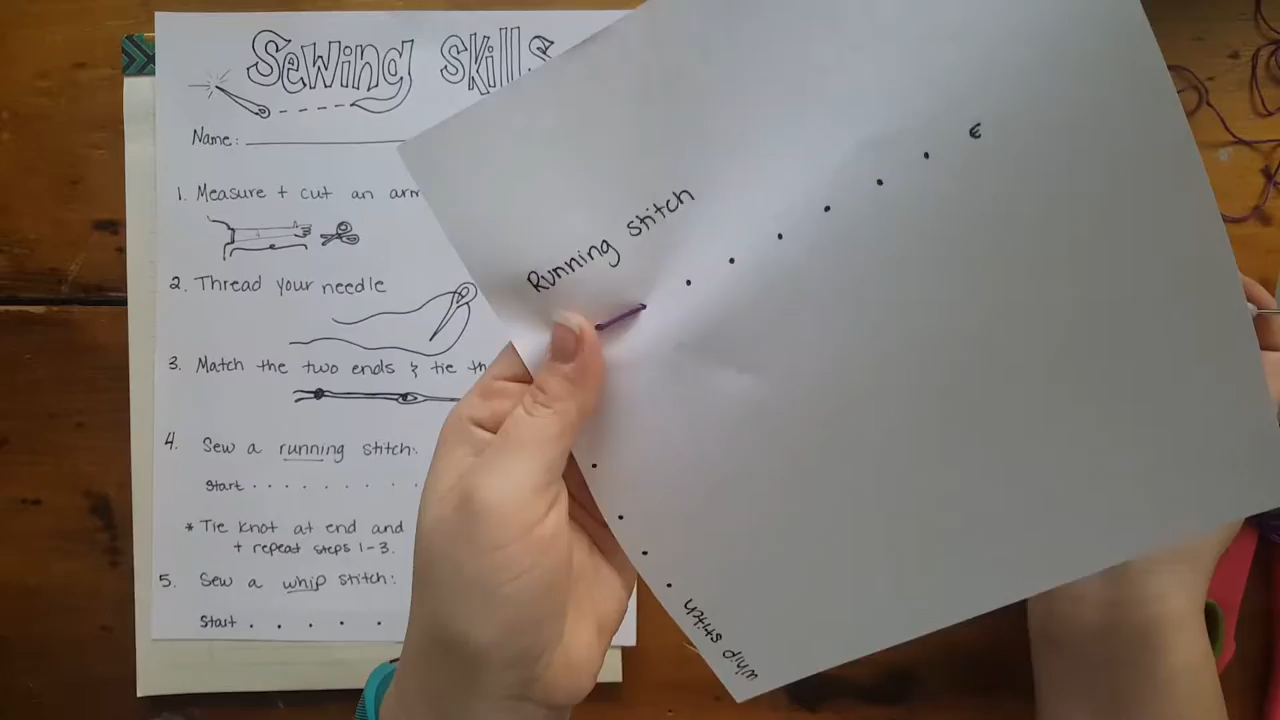 Sewing Skills
Name:
1. Measure + cut an arm
2. Thread your needle
3. Match the two ends & tie th
4. Sew a running stitch:
Start
* Tie knot at end and
+ repeat steps 1-3.
5. Sew a whip stitch:
Start
Running stitch
€
whip stitch